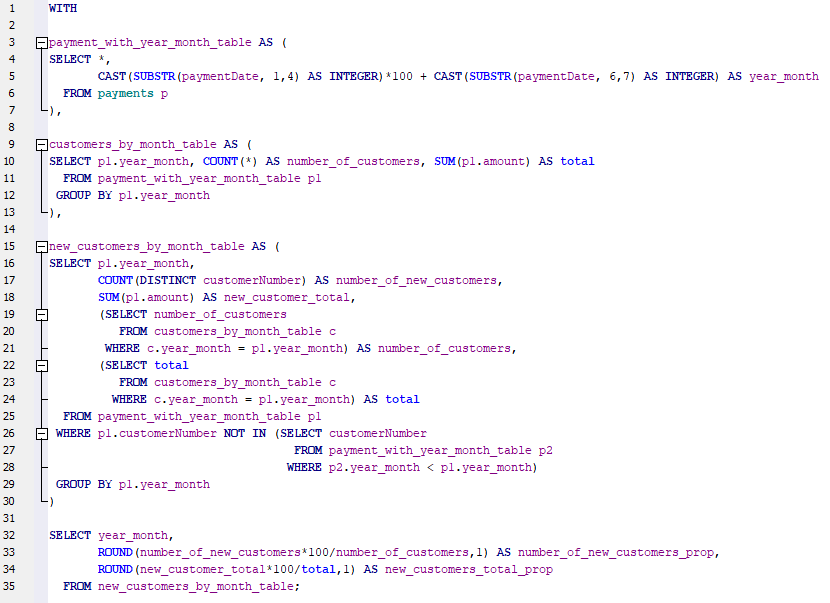 1 WITH
2
3 payment_with_year_month_table AS (
4 SELECT *,
5 CAST(SUBSTR(paymentDate, 1,4) AS INTEGER)*100 + CAST(SUBSTR(paymentDate, 6,7) AS INTEGER) AS year_month
6 FROM payments p
7 ),
8
9 customers_by_month_table AS (
10 SELECT p1.year_month, COUNT(*) AS number_of_customers, SUM(p1.amount) AS total
11 FROM payment_with_year_month_table p1
12 GROUP BY p1.year_month
13 ),
14
15 new_customers_by_month_table AS (
16 SELECT p1.year_month,
17 COUNT(DISTINCT customerNumber) AS number_of_new_customers,
18 SUM(p1.amount) AS new_customer_total,
19 (SELECT number_of_customers
20 FROM customers_by_month_table c
21 WHERE c.year_month = p1.year_month) AS number_of_customers,
22 (SELECT total
23 FROM customers_by_month_table c
24 WHERE c.year_month = p1.year_month) AS total
25 FROM payment_with_year_month_table p1
26 WHERE p1.customerNumber NOT IN (SELECT customerNumber
27 FROM payment_with_year_month_table p2
28 WHERE p2.year_month < p1.year_month)
29 GROUP BY p1.year_month
30 )
31
32 SELECT year_month,
33 ROUND(number_of_new_customers*100/number_of_customers,1) AS number_of_new_customers_prop,
34 ROUND(new_customer_total*100/total,1) AS new_customers_total_prop
35 FROM new_customers_by_month_table;